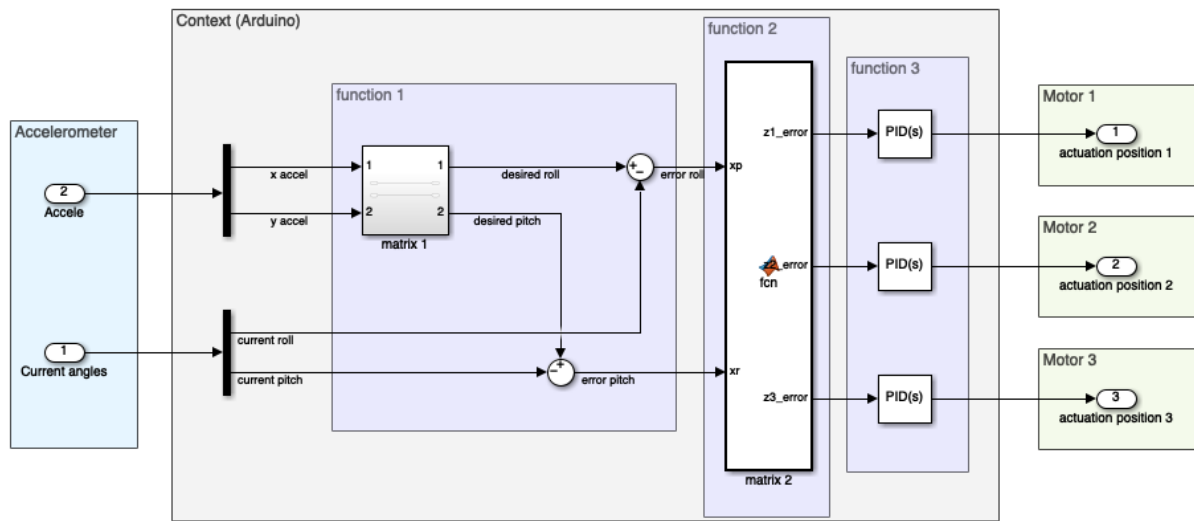 Context (Arduino)
function 2
function 3
function 1
Accelerometer
Motor 1
z1_error
PID(s)
1
actuation position 1
2
Accele
x accel
y accel
1
2
1
2
matrix 1
desired roll
desired pitch
+
−
error roll
xp
Motor 2
fcn
PID(s)
2
actuation position 2
1
Current angles
current roll
current pitch
−
+
error pitch
xr
Motor 3
z3_error
PID(s)
3
actuation position 3
matrix 2